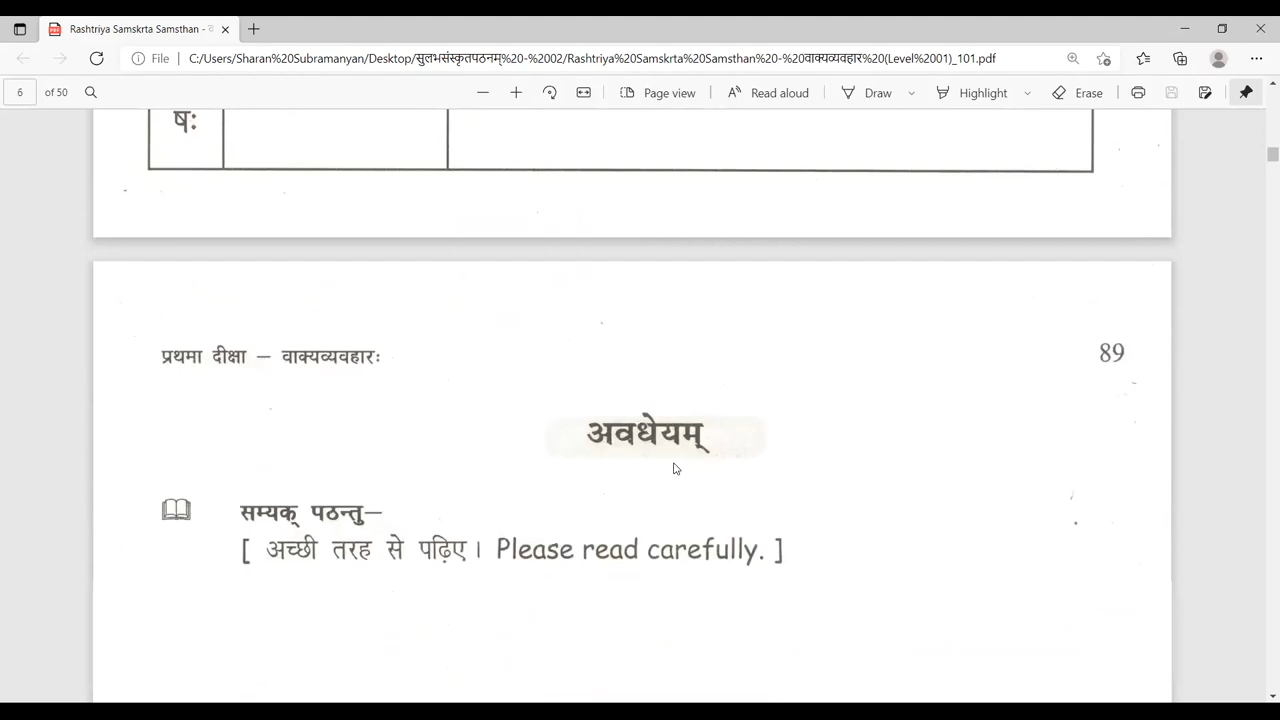 Rashtriya Samskrta Samsthan -
File
C:/Users/Sharan%20Subramanyan/Desktop/सुलभसंस्कृतपठनम्%20-%2002/Rashtriya%20Samskrta%20Samsthan%20-%20वाक्यव्यवहार%20(Level%2001)_101.pdf
6 of 50
Page view
Read aloud
Draw
Highlight
Erase
षः
प्रथमा दीक्षा – वाक्यव्यवहारः
89
अवधेयम्
सम्यक् पठन्तु–
[ अच्छी तरह से पढ़िए। Please read carefully. ]